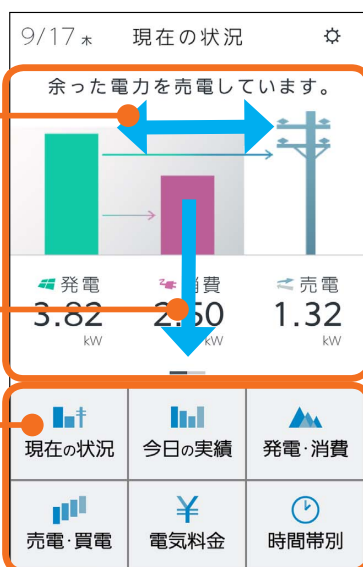 9/17 木 現在の状況
余った電力を売電しています。
発電 消費 売電
3.82 2.50 1.32
kW kW kW
現在の状況 今日の実績 発電・消費
売電・買電 電気料金 時間帯別